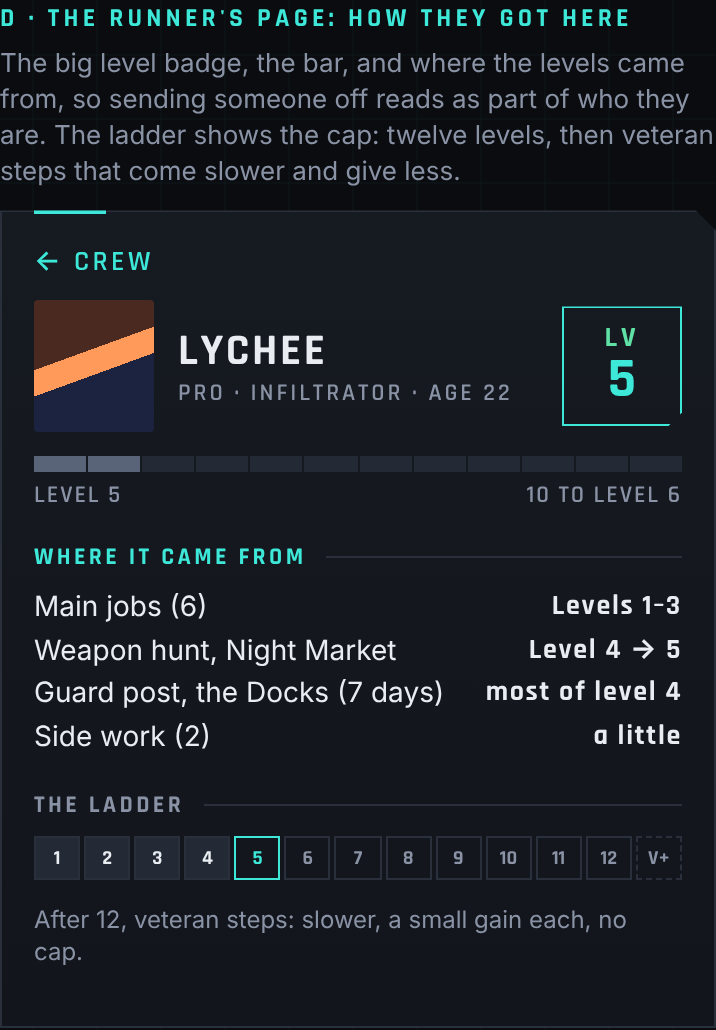 D · THE RUNNER'S PAGE: HOW THEY GOT HERE
The big level badge, the bar, and where the levels came
from, so sending someone off reads as part of who they
are. The ladder shows the cap: twelve levels, then veteran
steps that come slower and give less.
← CREW
LYCHEE
PRO · INFILTRATOR · AGE 22
LV
5
LEVEL 5 10 TO LEVEL 6
WHERE IT CAME FROM
Main jobs (6) Levels 1–3
Weapon hunt, Night Market Level 4 → 5
Guard post, the Docks (7 days) most of level 4
Side work (2) a little
THE LADDER
1 2 3 4 5 6 7 8 9 10 11 12 V+
After 12, veteran steps: slower, a small gain each, no
cap.